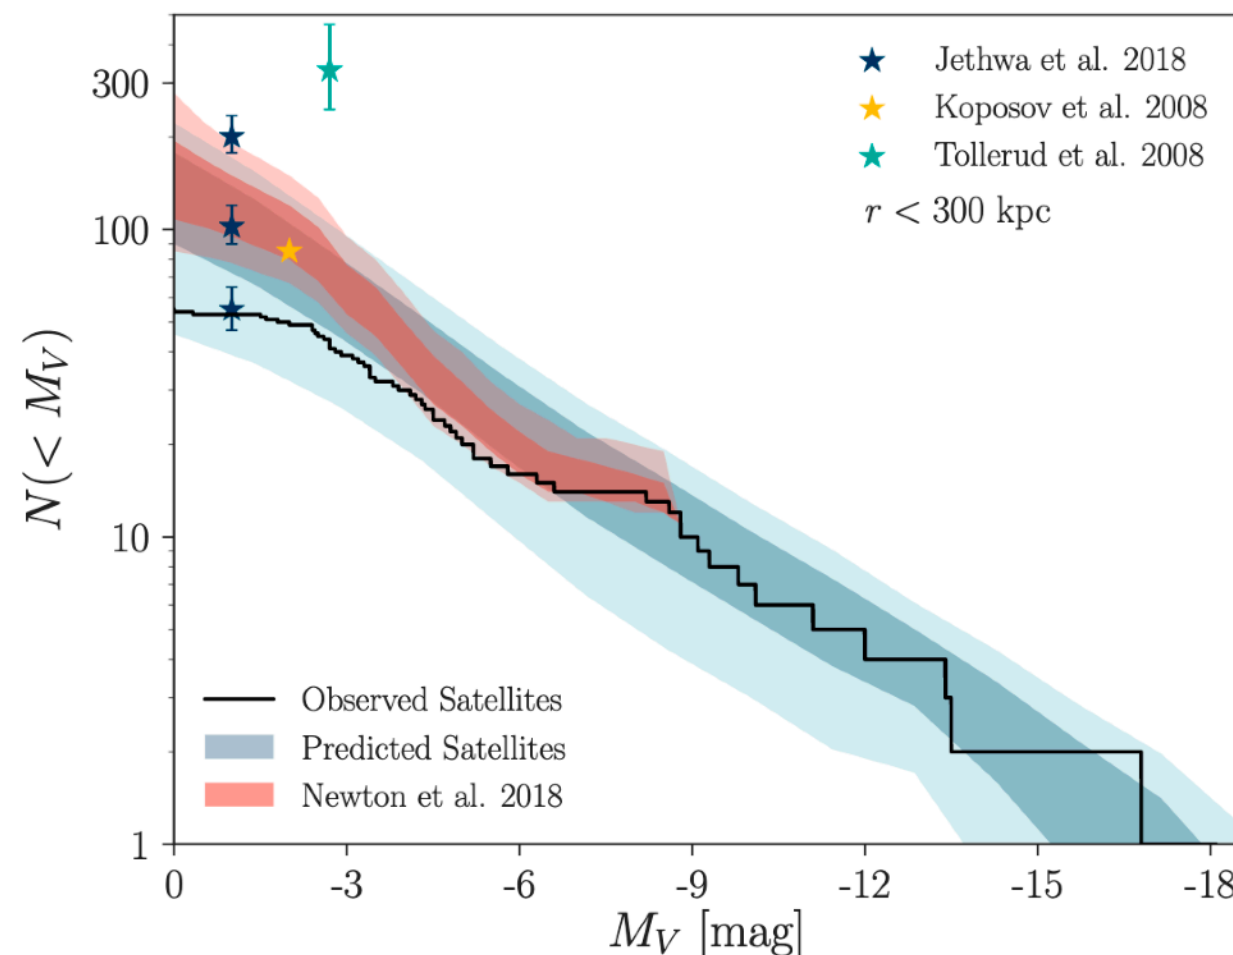 300
100
10
1
N(< M_V)
Jethwa et al. 2018
Koposov et al. 2008
Tollerud et al. 2008
r < 300 kpc
Observed Satellites
Predicted Satellites
Newton et al. 2018
0 -3 -6 -9 -12 -15 -18
M_V [mag]